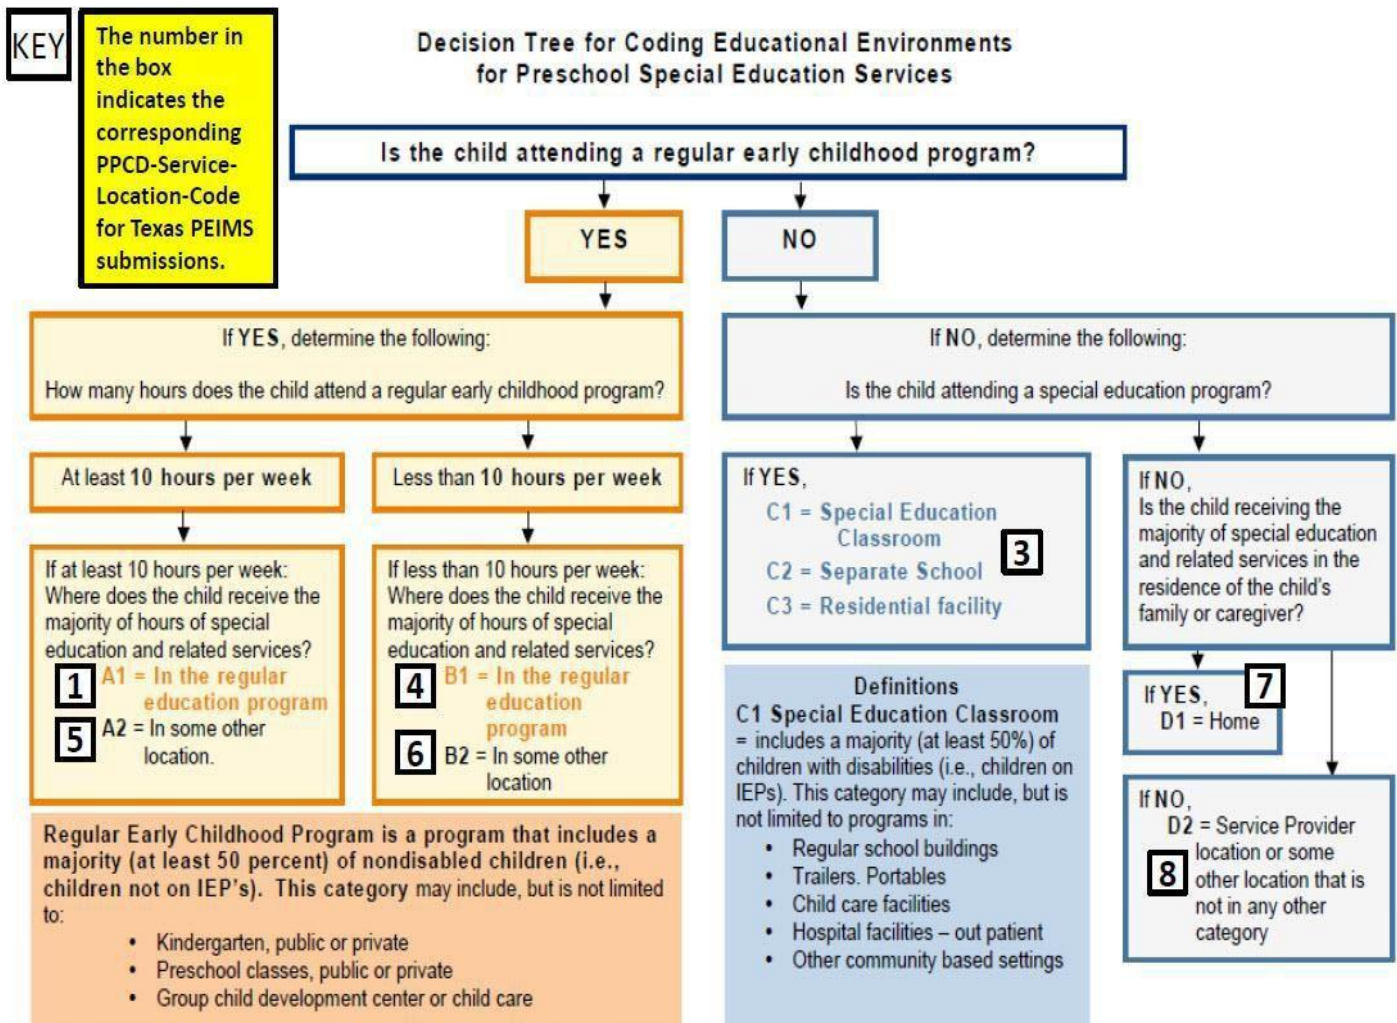 KEY
The number in
the box
indicates the
corresponding
PPCD-Service-
Location-Code
for Texas PEIMS
submissions.
Decision Tree for Coding Educational Environments
for Preschool Special Education Services
Is the child attending a regular early childhood program?
YES
NO
If YES, determine the following:
How many hours does the child attend a regular early childhood program?
If NO, determine the following:
Is the child attending a special education program?
At least 10 hours per week
Less than 10 hours per week
If at least 10 hours per week:
Where does the child receive the
majority of hours of special
education and related services?
1 A1 = In the regular
education program
5 A2 = In some other
location.
If less than 10 hours per week:
Where does the child receive the
majority of hours of special
education and related services?
4 B1 = In the regular
education
program
6 B2 = In some other
location
If YES,
C1 = Special Education
Classroom
3
C2 = Separate School
C3 = Residential facility
If NO,
Is the child receiving the
majority of special education
and related services in the
residence of the child's
family or caregiver?
If YES, 7
D1 = Home
If NO,
D2 = Service Provider
location or some
8 other location that is
not in any other
category
Regular Early Childhood Program is a program that includes a
majority (at least 50 percent) of nondisabled children (i.e.,
children not on IEP's). This category may include, but is not limited
to:
• Kindergarten, public or private
• Preschool classes, public or private
• Group child development center or child care
Definitions
C1 Special Education Classroom
= includes a majority (at least 50%) of
children with disabilities (i.e., children on
IEPs). This category may include, but is
not limited to programs in:
• Regular school buildings
• Trailers. Portables
• Child care facilities
• Hospital facilities – out patient
• Other community based settings